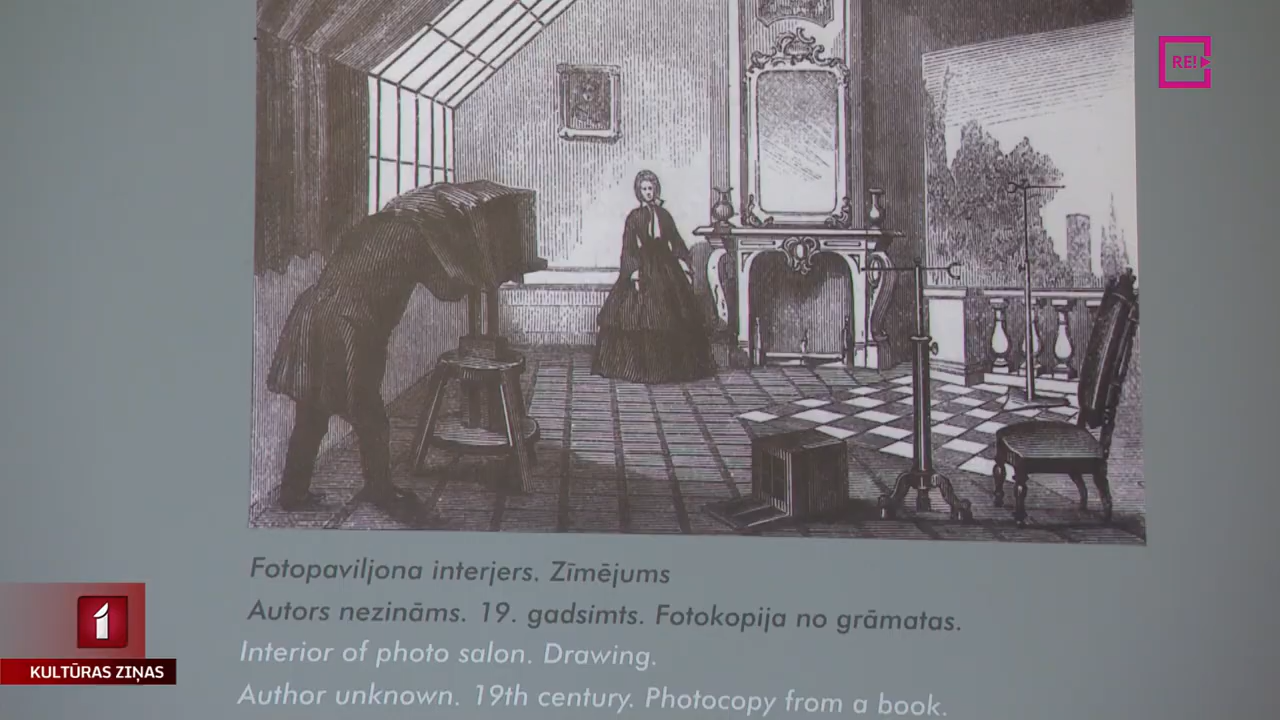 RE!
Fotopaviljona interjers. Zīmējums
Autors nezināms. 19. gadsimts. Fotokopija no grāmatas.
Interior of photo salon. Drawing.
Author unknown. 19th century. Photocopy from a book.
1
KULTŪRAS ZIŅAS